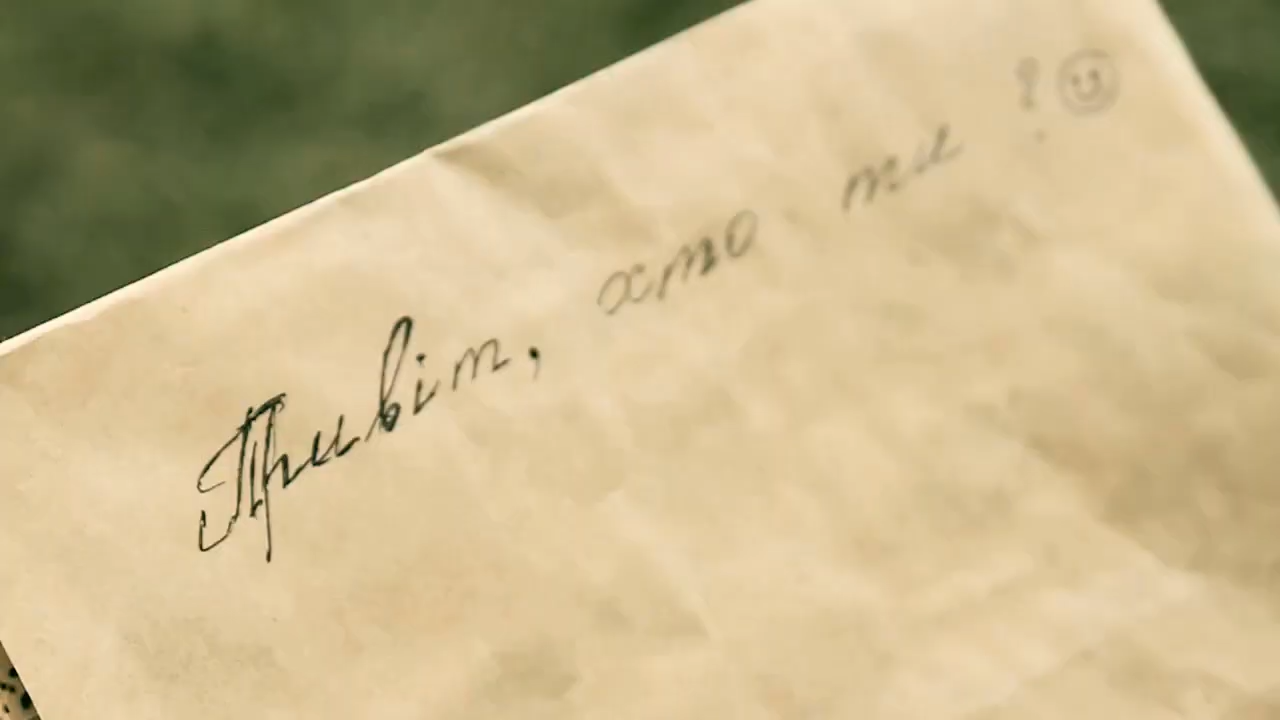 Привіт, хто ти ? ☺